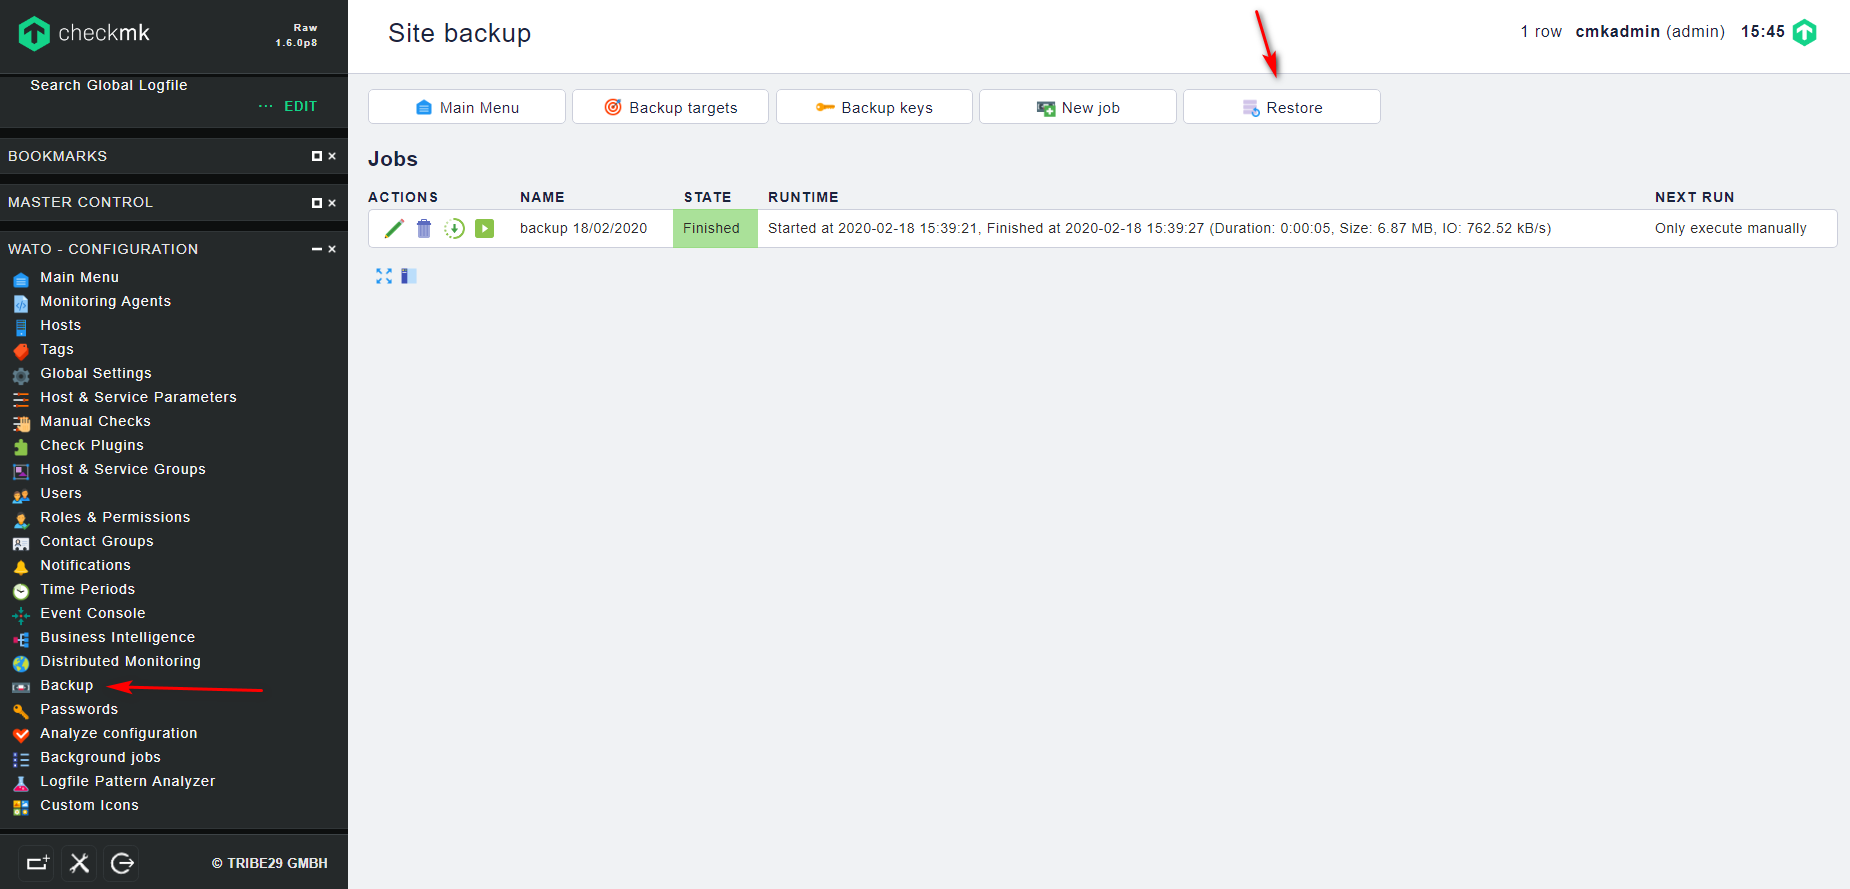 checkmk
Raw
1.6.0p8
Search Global Logfile
... EDIT
BOOKMARKS
MASTER CONTROL
WATO - CONFIGURATION
Main Menu
Monitoring Agents
Hosts
Tags
Global Settings
Host & Service Parameters
Manual Checks
Check Plugins
Host & Service Groups
Users
Roles & Permissions
Contact Groups
Notifications
Time Periods
Event Console
Business Intelligence
Distributed Monitoring
Backup
Passwords
Analyze configuration
Background jobs
Logfile Pattern Analyzer
Custom Icons
© TRIBE29 GMBH
Site backup
1 row cmkadmin (admin) 15:45
Main Menu Backup targets Backup keys New job Restore
Jobs
ACTIONS NAME STATE RUNTIME NEXT RUN
backup 18/02/2020 Finished Started at 2020-02-18 15:39:21, Finished at 2020-02-18 15:39:27 (Duration: 0:00:05, Size: 6.87 MB, IO: 762.52 kB/s) Only execute manually